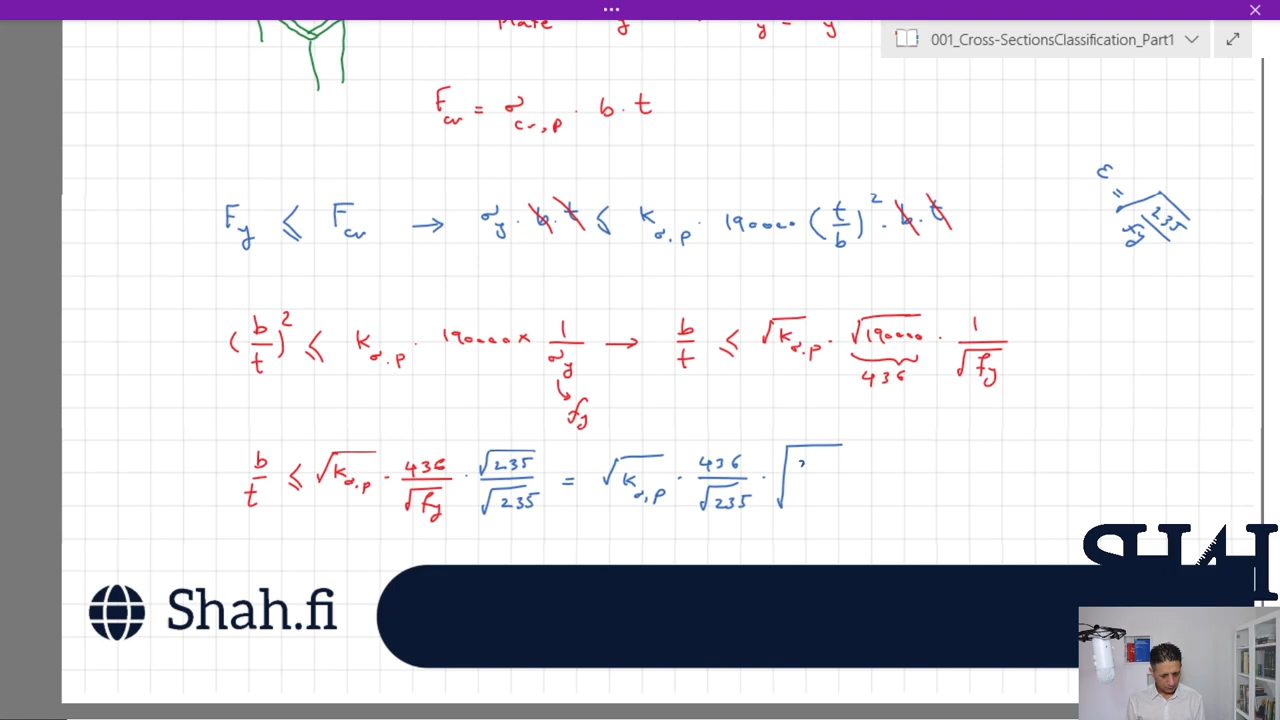 plate y y = y
001_Cross-SectionsClassification_Part1
F_cr = σ_cr,p · b · t
ε = √(235/f_y)
F_y ≤ F_cr → σ_y · b · t ≤ k_σ,p · 190000 (t/b)² · b · t
(b/t)² ≤ k_σ,p · 190000 × 1/σ_y → b/t ≤ √k_σ,p · √190000 · 1/√f_y
f_y
436
b/t ≤ √k_σ,p · 436/√f_y · √235/√235 = √k_σ,p · 436/√235 · √
Shah.fi